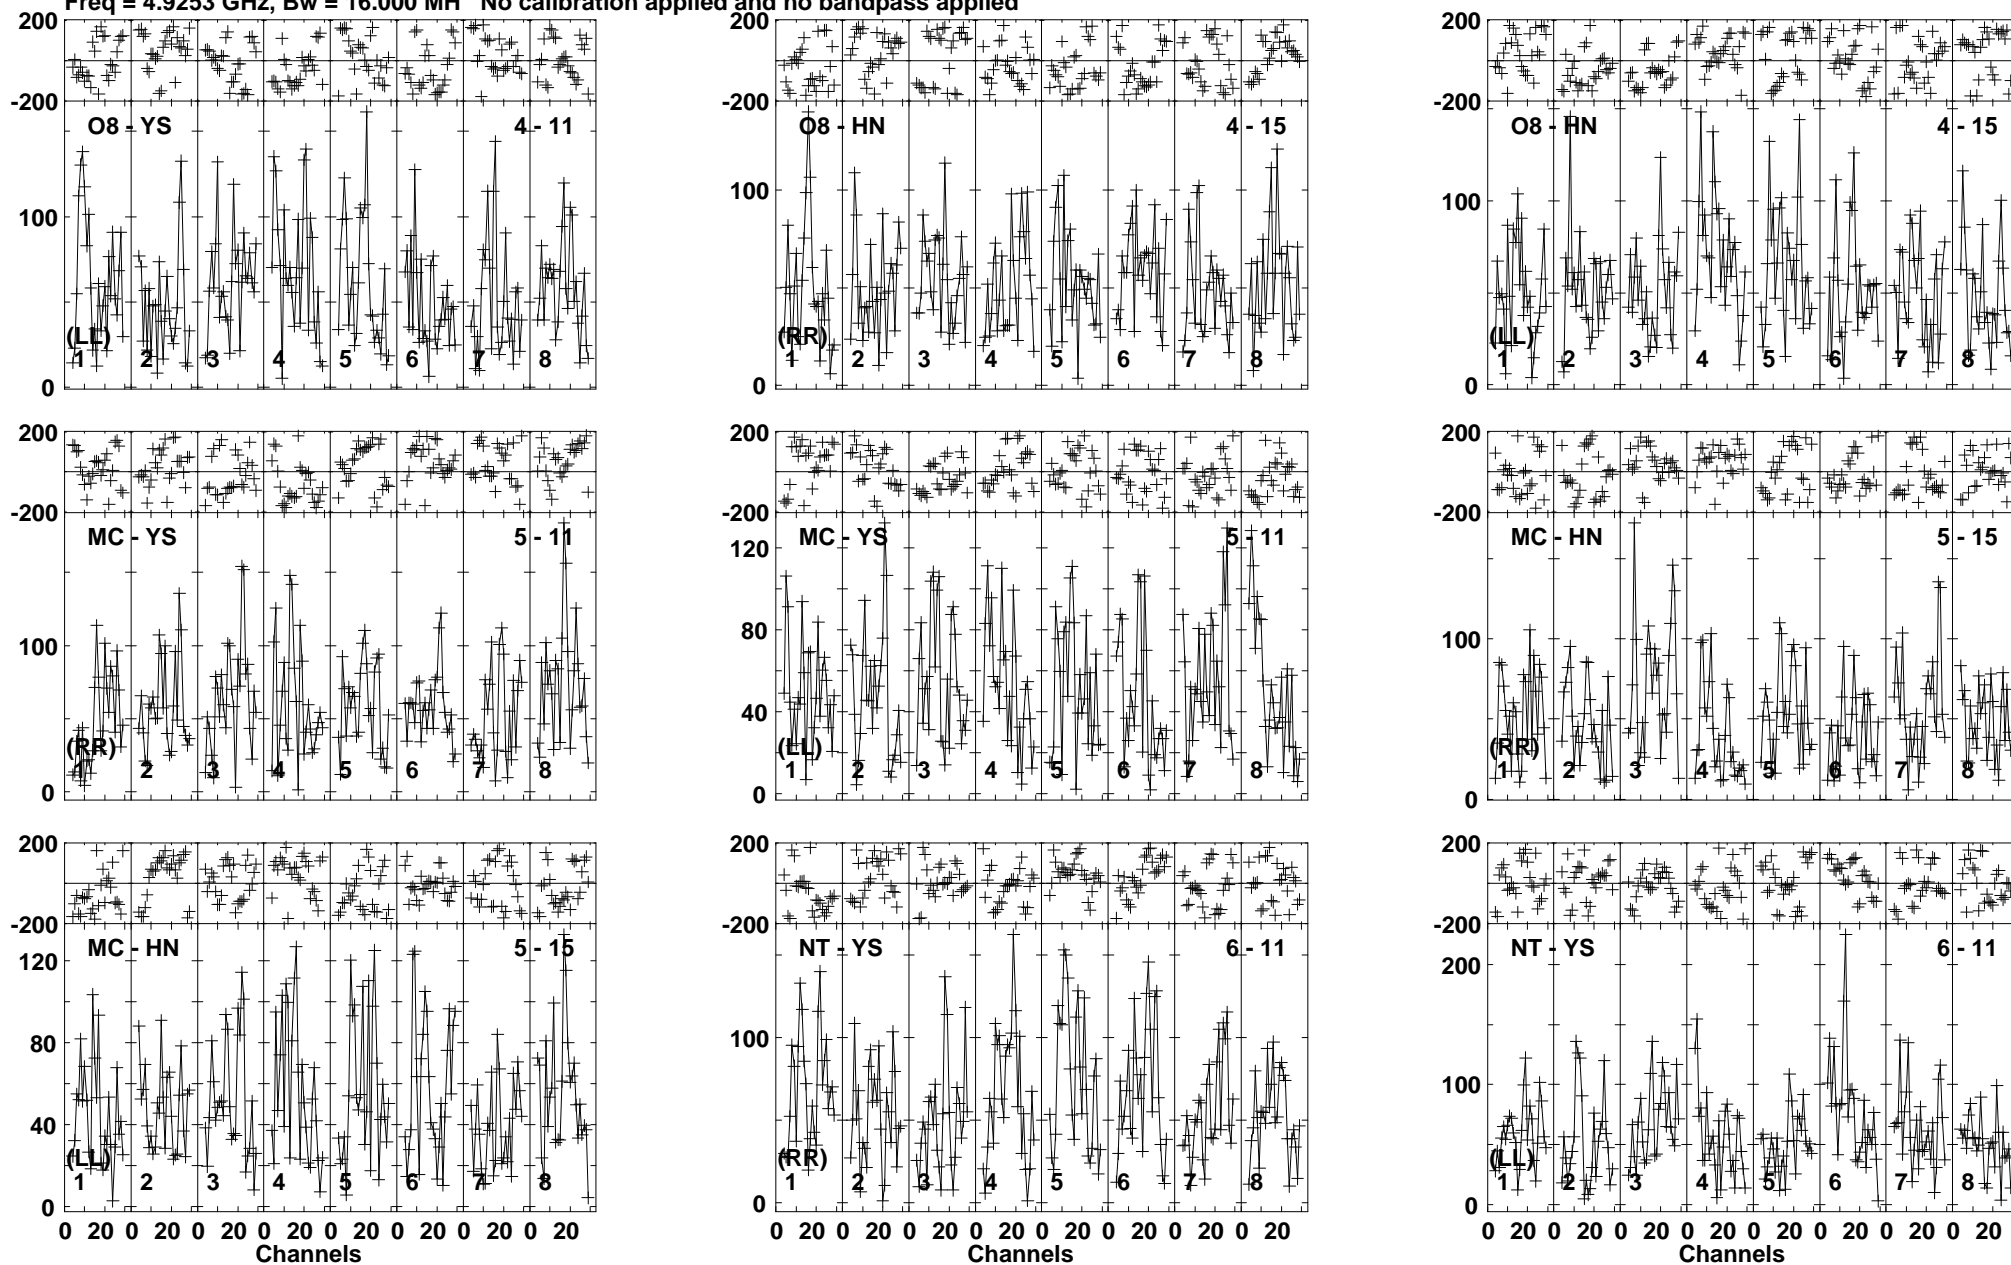 Freq = 4.9253 GHz, Bw = 16.000 MH No calibration applied and no bandpass applied
200 200 200
-200 -200 -200
O8 - YS 4 - 11 O8 - HN 4 - 15 O8 - HN 4 - 15
100 100 100
(LL) (RR) (LL)
1 2 3 4 5 6 7 8 1 2 3 4 5 6 7 8 1 2 3 4 5 6 7 8
0 0 0
200 200 200
-200 -200 -200
MC - YS 5 - 11 MC - YS 5 - 11 MC - HN 5 - 15
120
100 80 100
40
(RR) (LL) (RR)
1 2 3 4 5 6 7 8 1 2 3 4 5 6 7 8 1 2 3 4 5 6 7 8
0 0 0
200 200 200
-200 -200 -200
MC - HN 5 - 15 NT - YS 6 - 11 NT - YS 6 - 11
120 200
80 100 100
40
(LL) (RR) (LL)
1 2 3 4 5 6 7 8 1 2 3 4 5 6 7 8 1 2 3 4 5 6 7 8
0 0 0
0 20 0 20 0 20 0 20 0 20 0 20 0 20 0 20 0 20 0 20 0 20 0 20 0 20 0 20 0 20 0 20 0 20 0 20 0 20 0 20 0 20 0 20 0 20 0 20
Channels Channels Channels